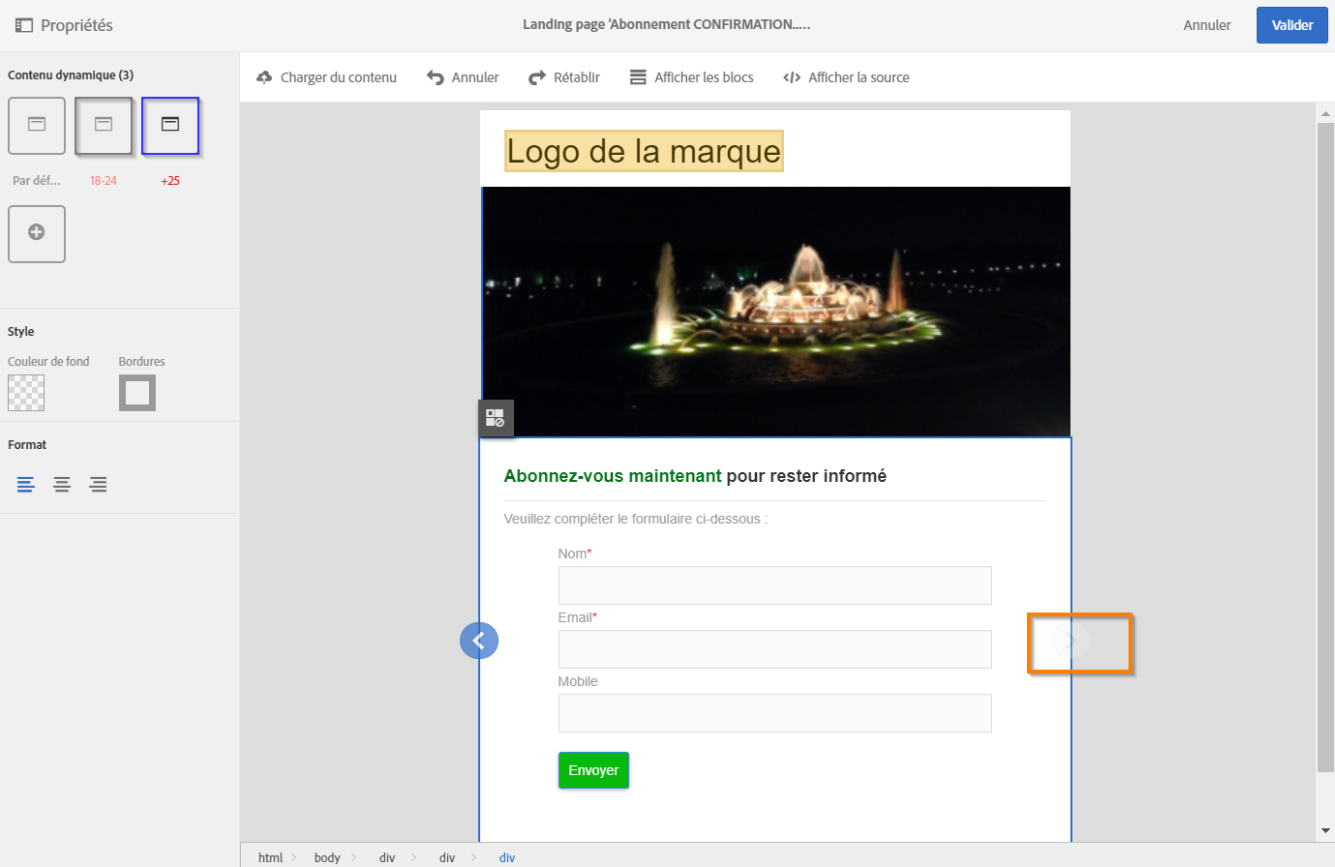 Propriétés
Landing page 'Abonnement CONFIRMATION.....
Annuler
Valider
Contenu dynamique (3)
Charger du contenu
Annuler
Rétablir
Afficher les blocs
Afficher la source
Par déf...
18-24
+25
Style
Couleur de fond
Bordures
Format
Logo de la marque
Abonnez-vous maintenant pour rester informé
Veuillez compléter le formulaire ci-dessous :
Nom*
Email*
Mobile
Envoyer
html > body > div > div > div